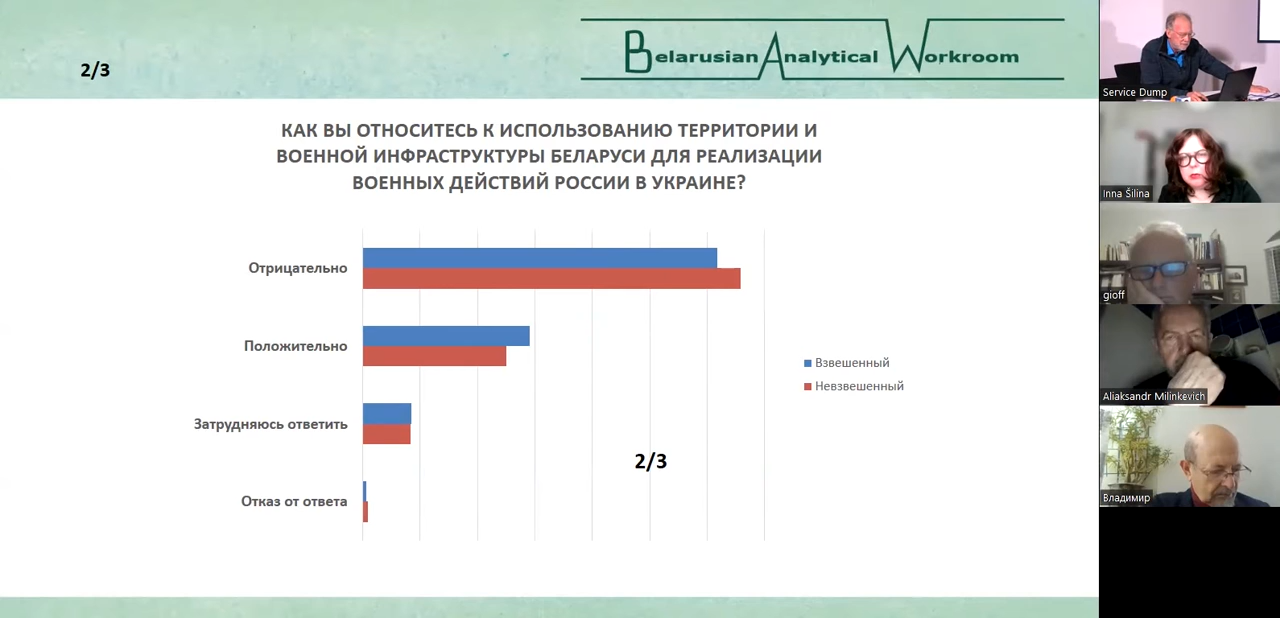 2/3
Belarusian Analytical Workroom
КАК ВЫ ОТНОСИТЕСЬ К ИСПОЛЬЗОВАНИЮ ТЕРРИТОРИИ И
ВОЕННОЙ ИНФРАСТРУКТУРЫ БЕЛАРУСИ ДЛЯ РЕАЛИЗАЦИИ
ВОЕННЫХ ДЕЙСТВИЙ РОССИИ В УКРАИНЕ?
Отрицательно
Положительно
Затрудняюсь ответить
Отказ от ответа
2/3
Взвешенный
Невзвешенный
Service Dump
Inna Šilina
gioff
Aliaksandr Milinkevich
Владимир